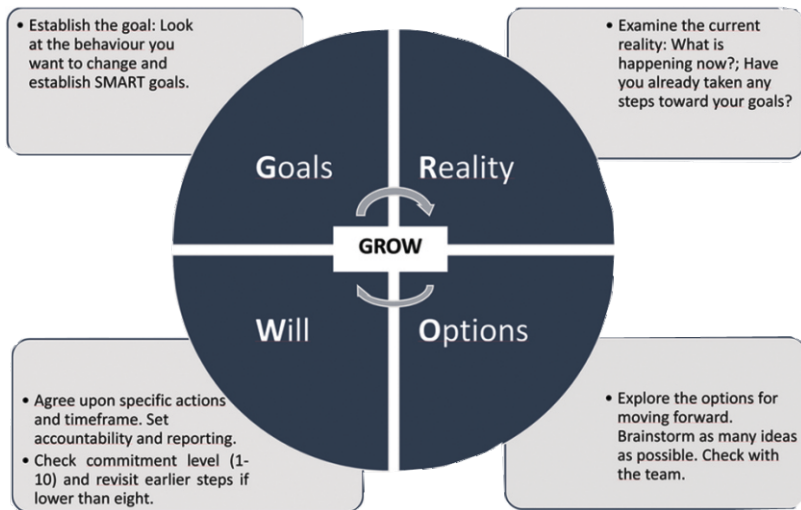 • Establish the goal: Look
at the behaviour you
want to change and
establish SMART goals.
• Examine the current
reality: What is
happening now?; Have
you already taken any
steps toward your goals?
Goals
Reality
GROW
Will
Options
• Agree upon specific actions
and timeframe. Set
accountability and reporting.
• Check commitment level (1-
10) and revisit earlier steps if
lower than eight.
• Explore the options for
moving forward.
Brainstorm as many ideas
as possible. Check with
the team.